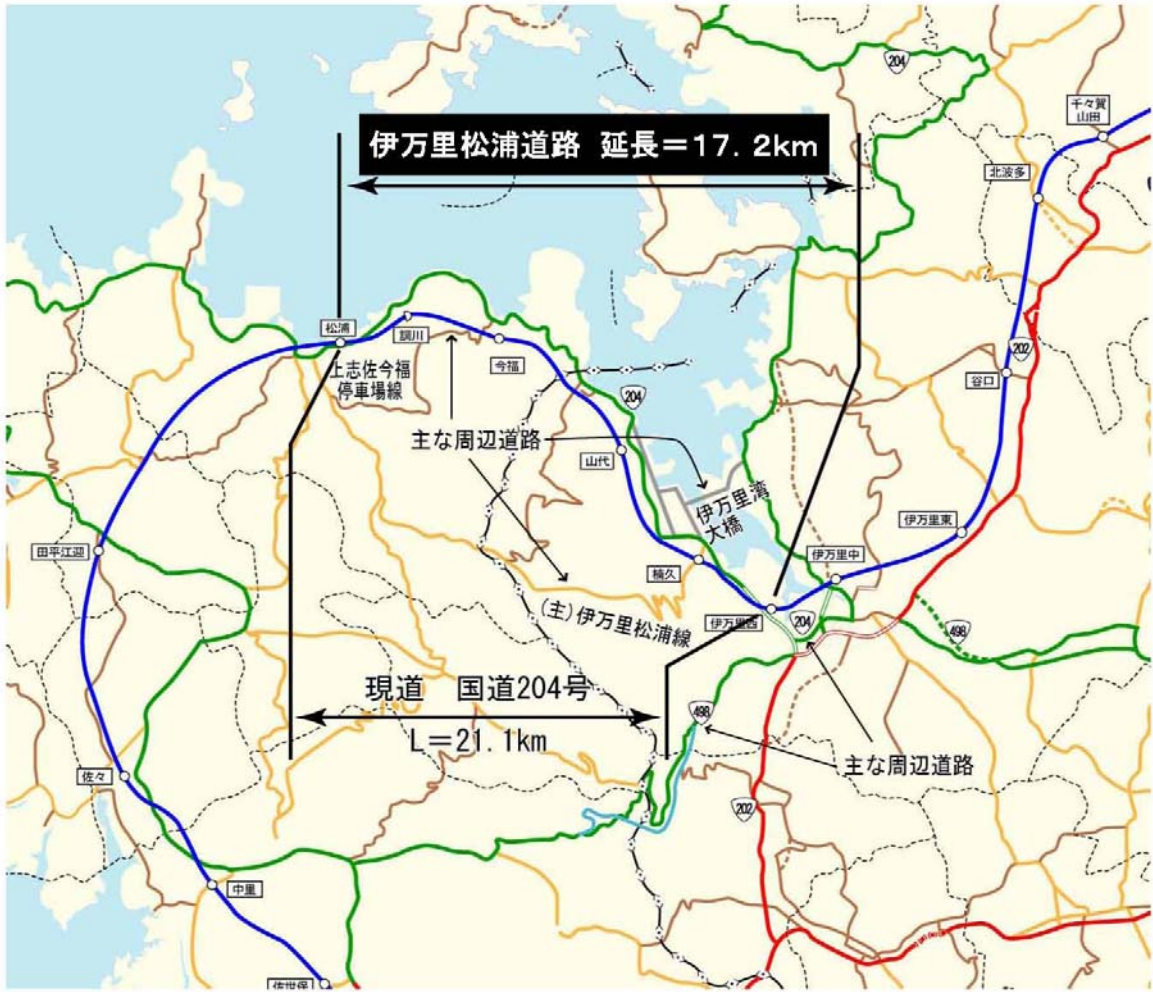 204
千々賀
山田
伊万里松浦道路 延長＝17.2km
北波多
松浦
調川
今福
上志佐今福
停車場線
202
谷口
204
主な周辺道路
山代
伊万里湾
大橋
伊万里東
田平江迎
楠久
伊万里中
(主)伊万里松浦線
伊万里西
204
498
現道 国道204号
L＝21.1km
498
主な周辺道路
佐々
202
中里
佐世保